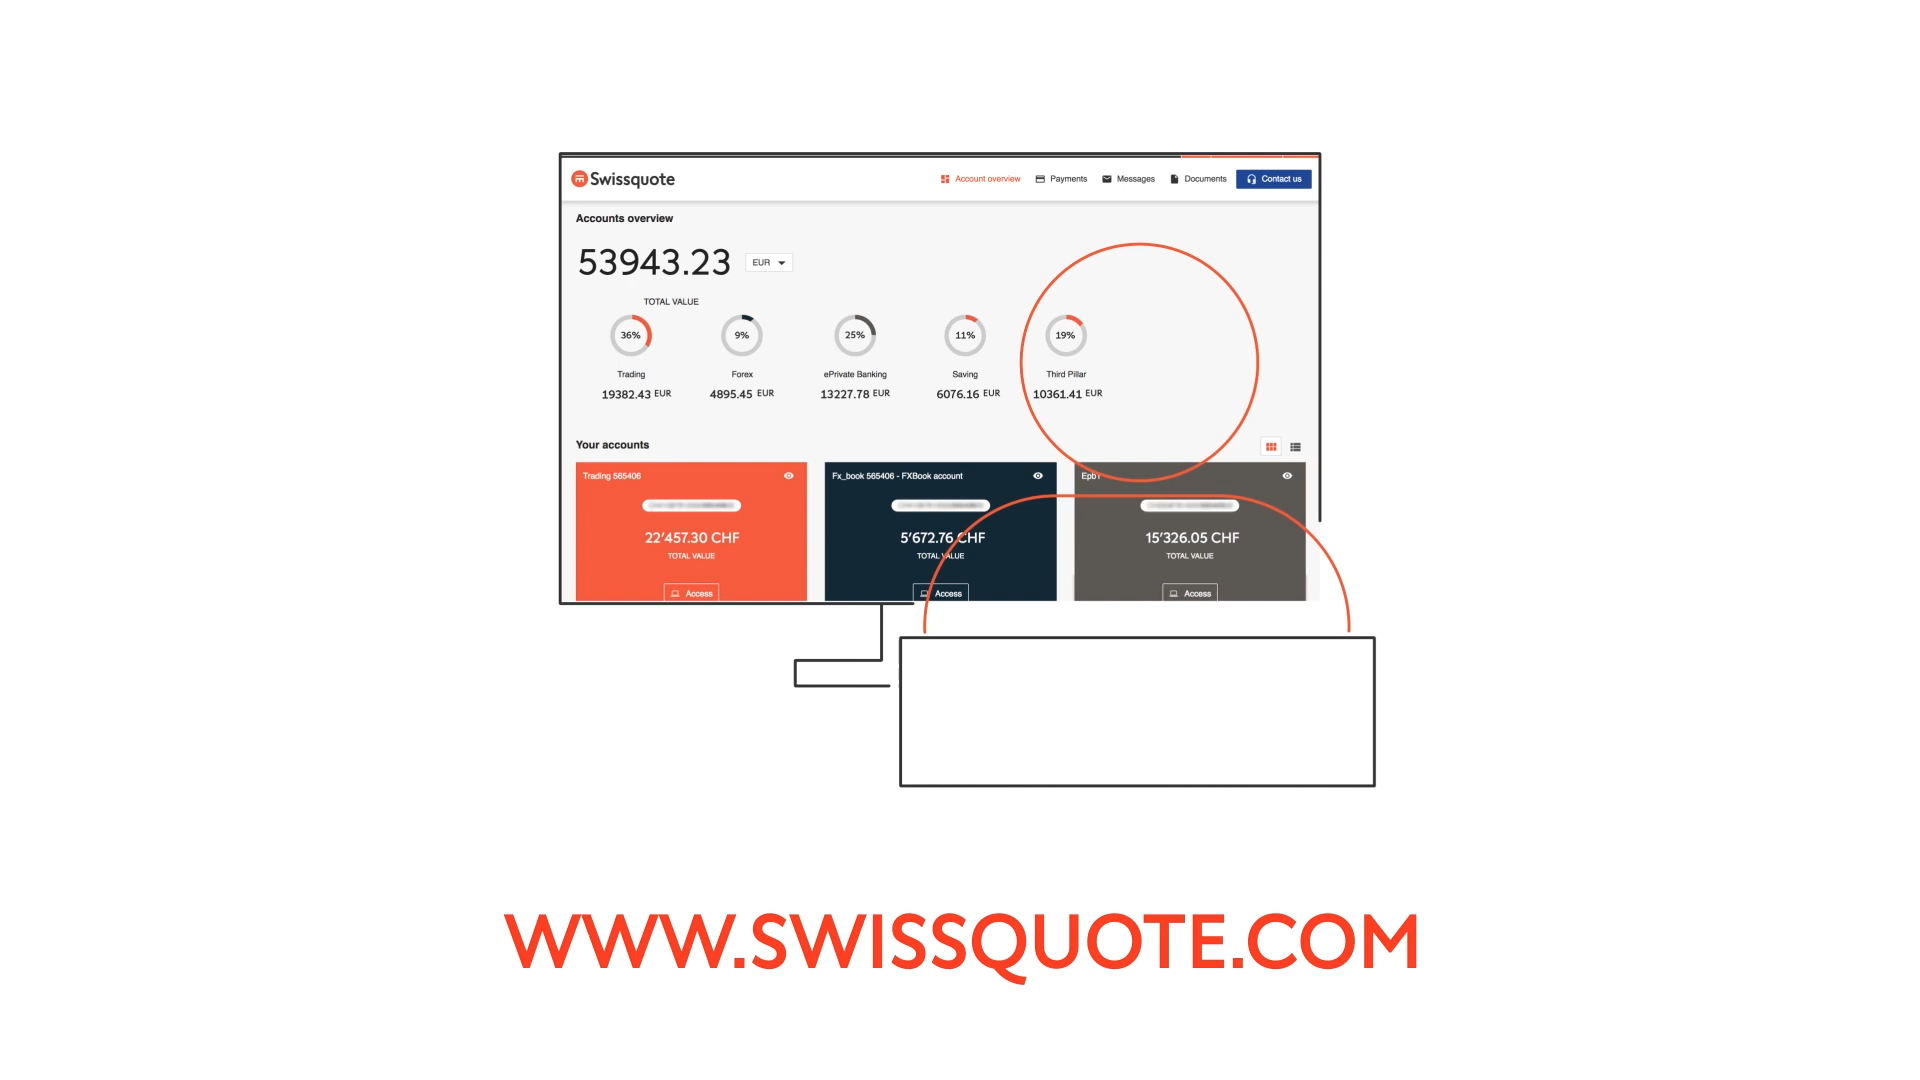 Swissquote
Account overview Payments Messages Documents Contact us
Accounts overview
53943.23 EUR
TOTAL VALUE
36% 9% 25% 11% 19%
Trading Forex ePrivate Banking Saving Third Pillar
19382.43 EUR 4895.45 EUR 13227.78 EUR 6076.16 EUR 10361.41 EUR
Your accounts
Trading 565406 Fx_book 565406 - FXBook account
22’457.30 CHF 5’672.76 CHF 15’326.05 CHF
TOTAL VALUE TOTAL VALUE TOTAL VALUE
Access Access Access
WWW.SWISSQUOTE.COM